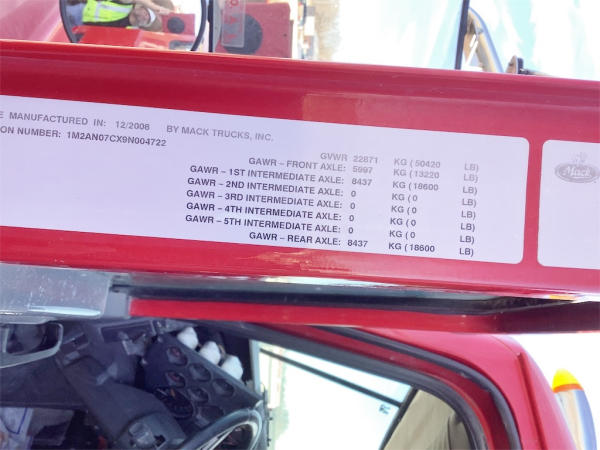 E MANUFACTURED IN: 12/2008 BY MACK TRUCKS, INC.
ON NUMBER: 1M2AN07CX9N004722
GVWR 22871 KG ( 50420 LB)
GAWR – FRONT AXLE: 5997 KG ( 13220 LB)
GAWR – 1ST INTERMEDIATE AXLE: 8437 KG ( 18600 LB)
GAWR – 2ND INTERMEDIATE AXLE: 0 KG ( 0 LB)
GAWR – 3RD INTERMEDIATE AXLE: 0 KG ( 0 LB)
GAWR – 4TH INTERMEDIATE AXLE: 0 KG ( 0 LB)
GAWR – 5TH INTERMEDIATE AXLE: 0 KG ( 0 LB)
GAWR – REAR AXLE: 8437 KG ( 18600 LB)
Mack